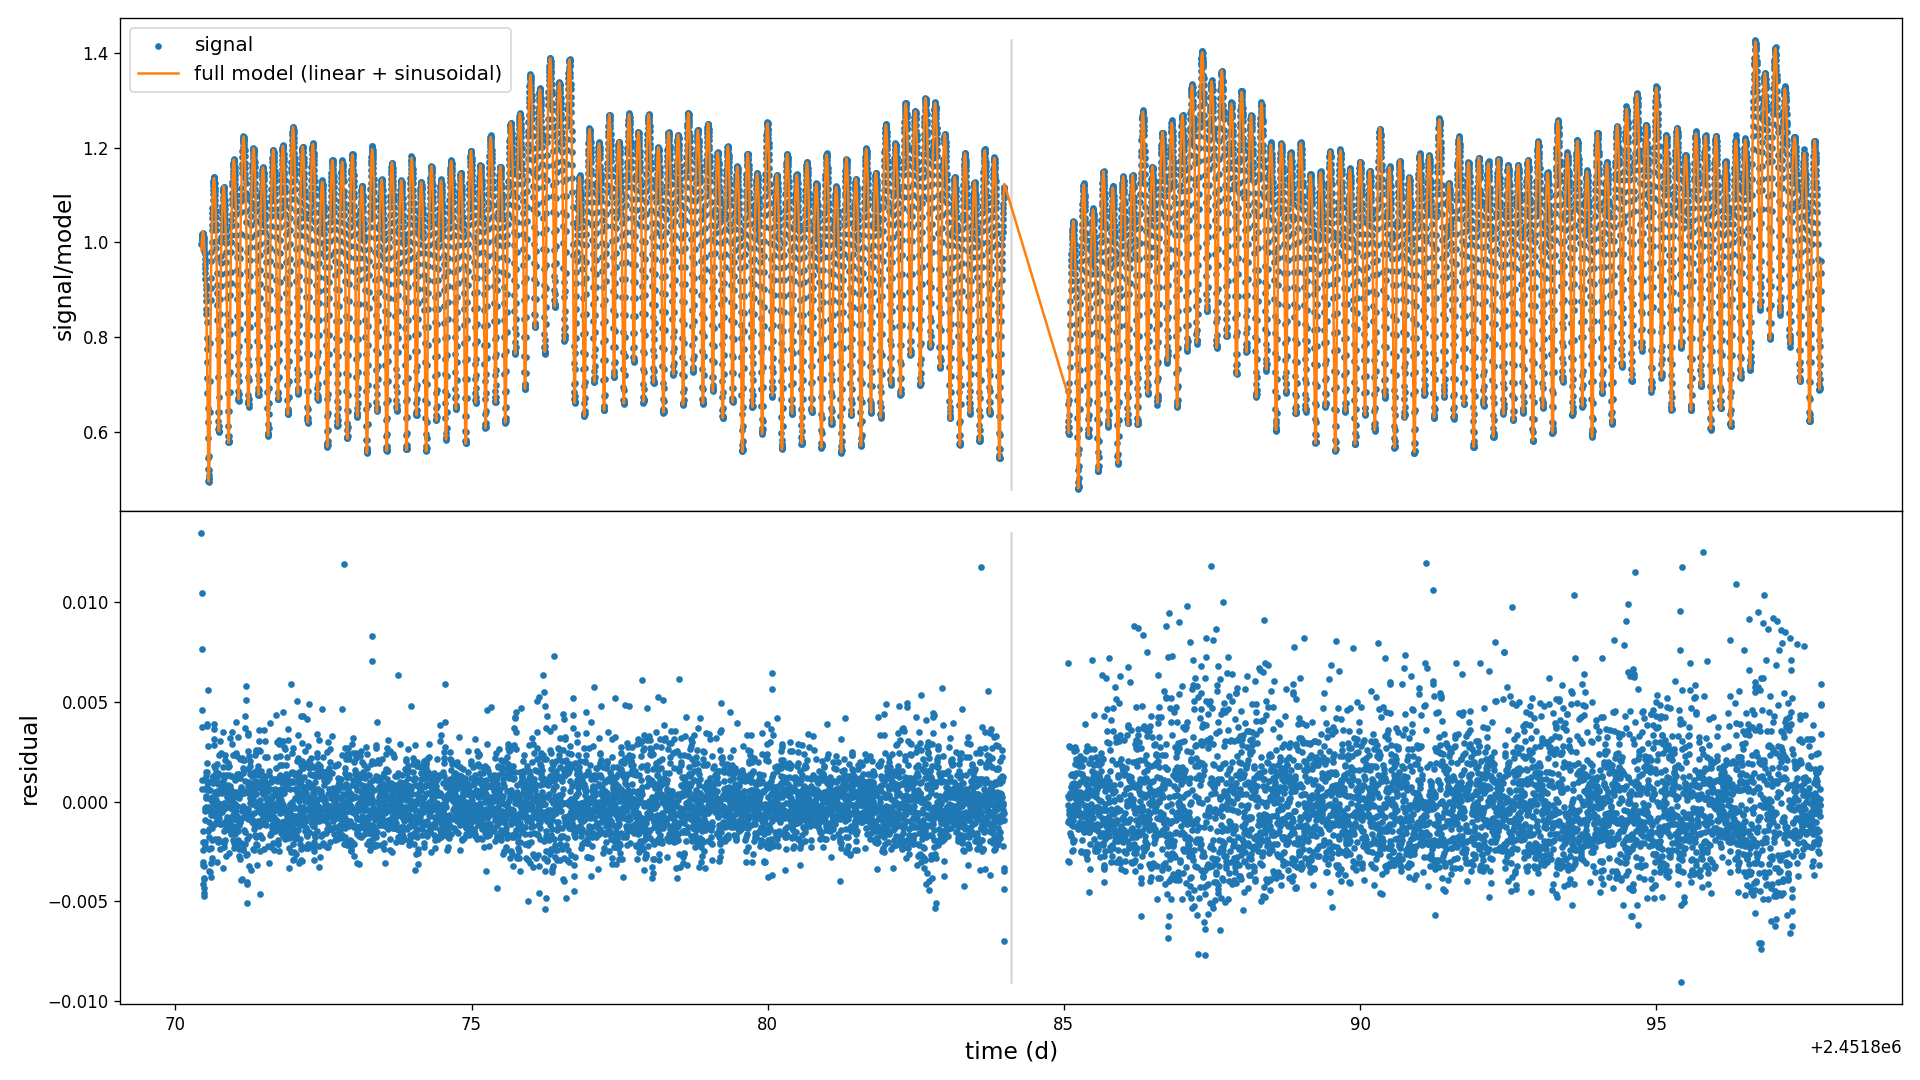 signal
full model (linear + sinusoidal)
signal/model
1.4
1.2
1.0
0.8
0.6
residual
0.010
0.005
0.000
−0.005
−0.010
70
75
80
85
90
95
time (d)
+2.4518e6